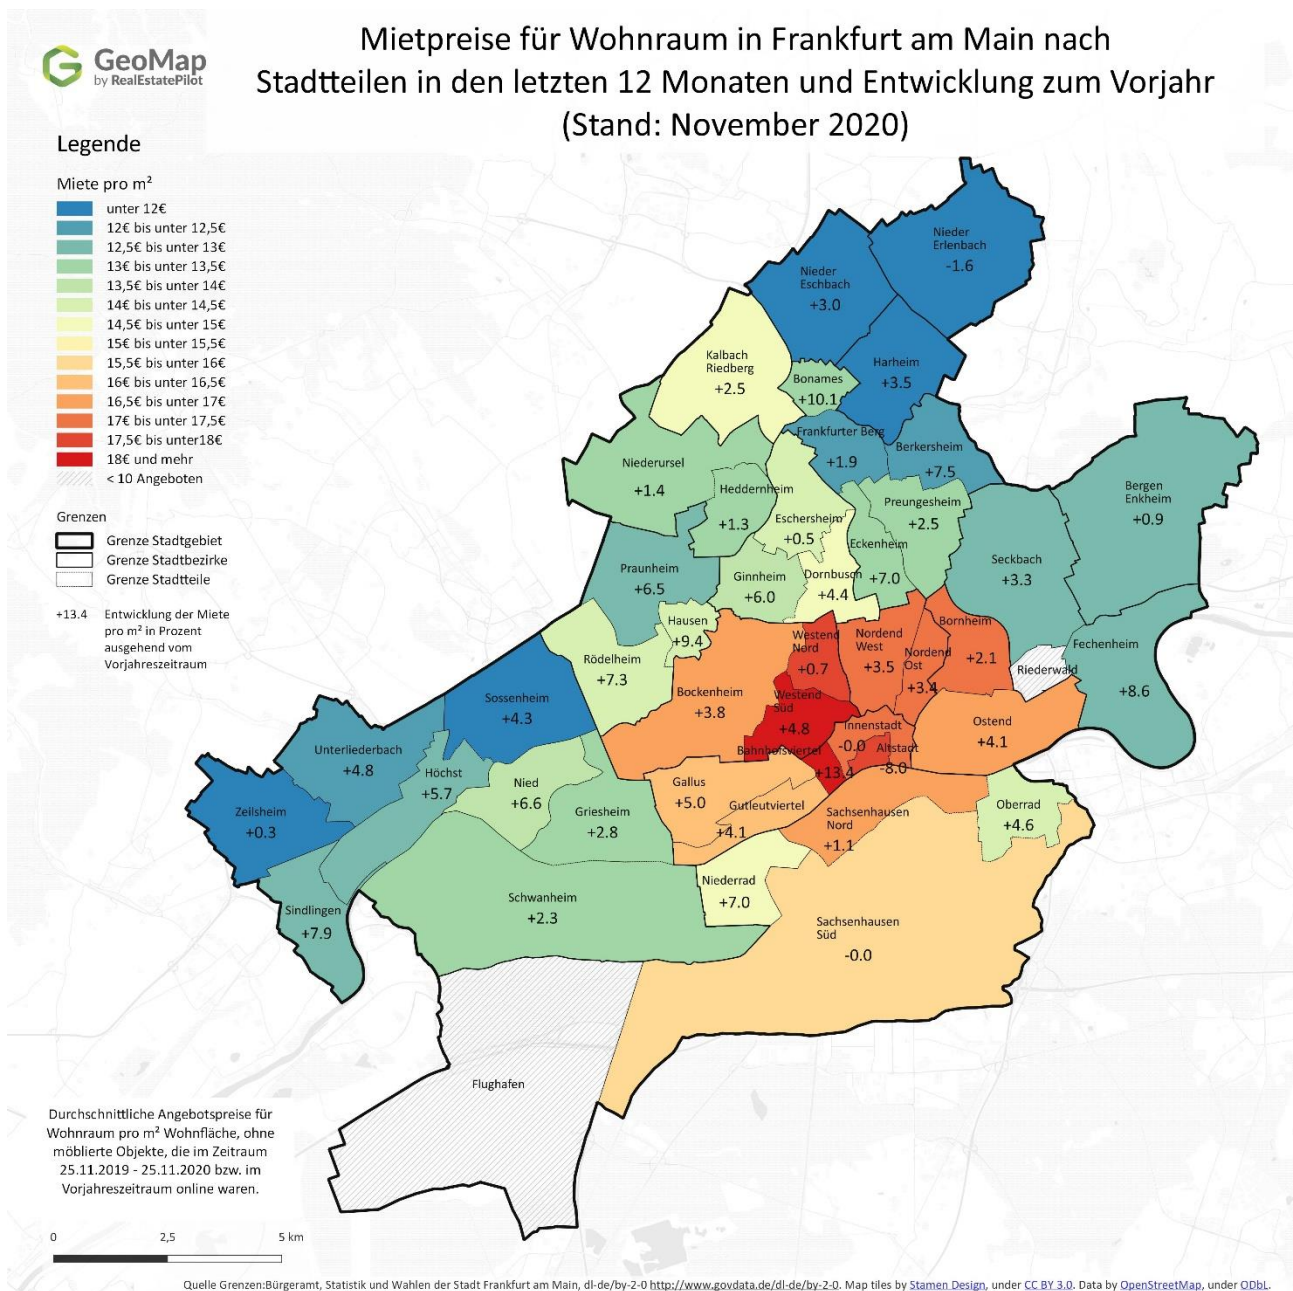 GeoMap
by RealEstatePilot
Mietpreise für Wohnraum in Frankfurt am Main nach
Stadtteilen in den letzten 12 Monaten und Entwicklung zum Vorjahr
(Stand: November 2020)
Legende
Miete pro m²
unter 12€
12€ bis unter 12,5€
12,5€ bis unter 13€
13€ bis unter 13,5€
13,5€ bis unter 14€
14€ bis unter 14,5€
14,5€ bis unter 15€
15€ bis unter 15,5€
15,5€ bis unter 16€
16€ bis unter 16,5€
16,5€ bis unter 17€
17€ bis unter 17,5€
17,5€ bis unter18€
18€ und mehr
< 10 Angeboten
Grenzen
Grenze Stadtgebiet
Grenze Stadtbezirke
Grenze Stadtteile
+13.4 Entwicklung der Miete
pro m² in Prozent
ausgehend vom
Vorjahreszeitraum
Nieder
Erlenbach
-1.6
Nieder
Eschbach
+3.0
Kalbach
Riedberg
+2.5
Harheim
+3.5
Bonames
+10.1
Frankfurter Berg
+1.9
Berkersheim
+7.5
Niederursel
+1.4
Heddernheim
+1.3
Eschersheim
+0.5
Preungesheim
+2.5
Bergen
Enkheim
+0.9
Eckenheim
+7.0
Seckbach
+3.3
Praunheim
+6.5
Ginnheim
+6.0
Dornbusch
+4.4
Hausen
+9.4
Westend
Nord
+0.7
Nordend
West
+3.5
Nordend
Ost
+3.4
Bornheim
+2.1
Riederwald
Fechenheim
+8.6
Rödelheim
+7.3
Bockenheim
+3.8
Westend
Süd
+4.8
Sossenheim
+4.3
Innenstadt
-0.0
Altstadt
-8.0
Ostend
+4.1
Bahnhofsviertel
+13.4
Unterliederbach
+4.8
Höchst
+5.7
Nied
+6.6
Griesheim
+2.8
Gallus
+5.0
Gutleutviertel
+4.1
Zeilsheim
+0.3
Sachsenhausen
Nord
+1.1
Oberrad
+4.6
Niederrad
+7.0
Schwanheim
+2.3
Sindlingen
+7.9
Sachsenhausen
Süd
-0.0
Flughafen
Durchschnittliche Angebotspreise für
Wohnraum pro m² Wohnfläche, ohne
möblierte Objekte, die im Zeitraum
25.11.2019 - 25.11.2020 bzw. im
Vorjahreszeitraum online waren.
0 2,5 5 km
Quelle Grenzen:Bürgeramt, Statistik und Wahlen der Stadt Frankfurt am Main, dl-de/by-2-0 http://www.govdata.de/dl-de/by-2-0. Map tiles by Stamen Design, under CC BY 3.0. Data by OpenStreetMap, under ODbL.